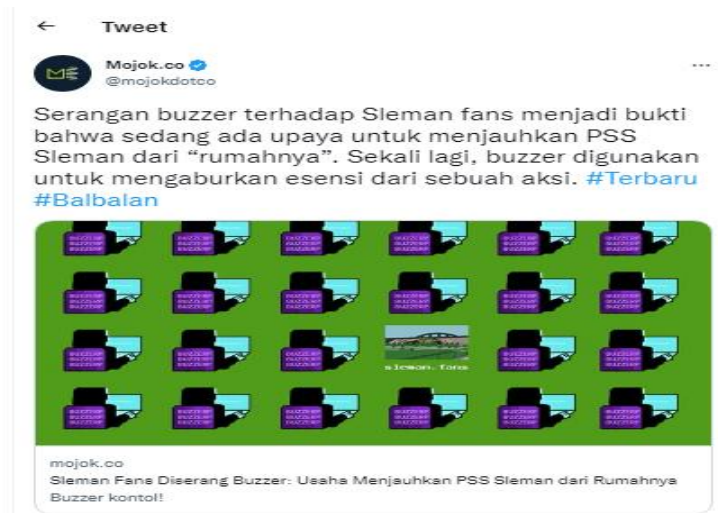 Tweet
Mojok.co
@mojokdotco
Serangan buzzer terhadap Sleman fans menjadi bukti
bahwa sedang ada upaya untuk menjauhkan PSS
Sleman dari “rumahnya”. Sekali lagi, buzzer digunakan
untuk mengaburkan esensi dari sebuah aksi. #Terbaru
#Balbalan
sleman.fans
mojok.co
Sleman Fans Diserang Buzzer: Usaha Menjauhkan PSS Sleman dari Rumahnya
Buzzer kontol!